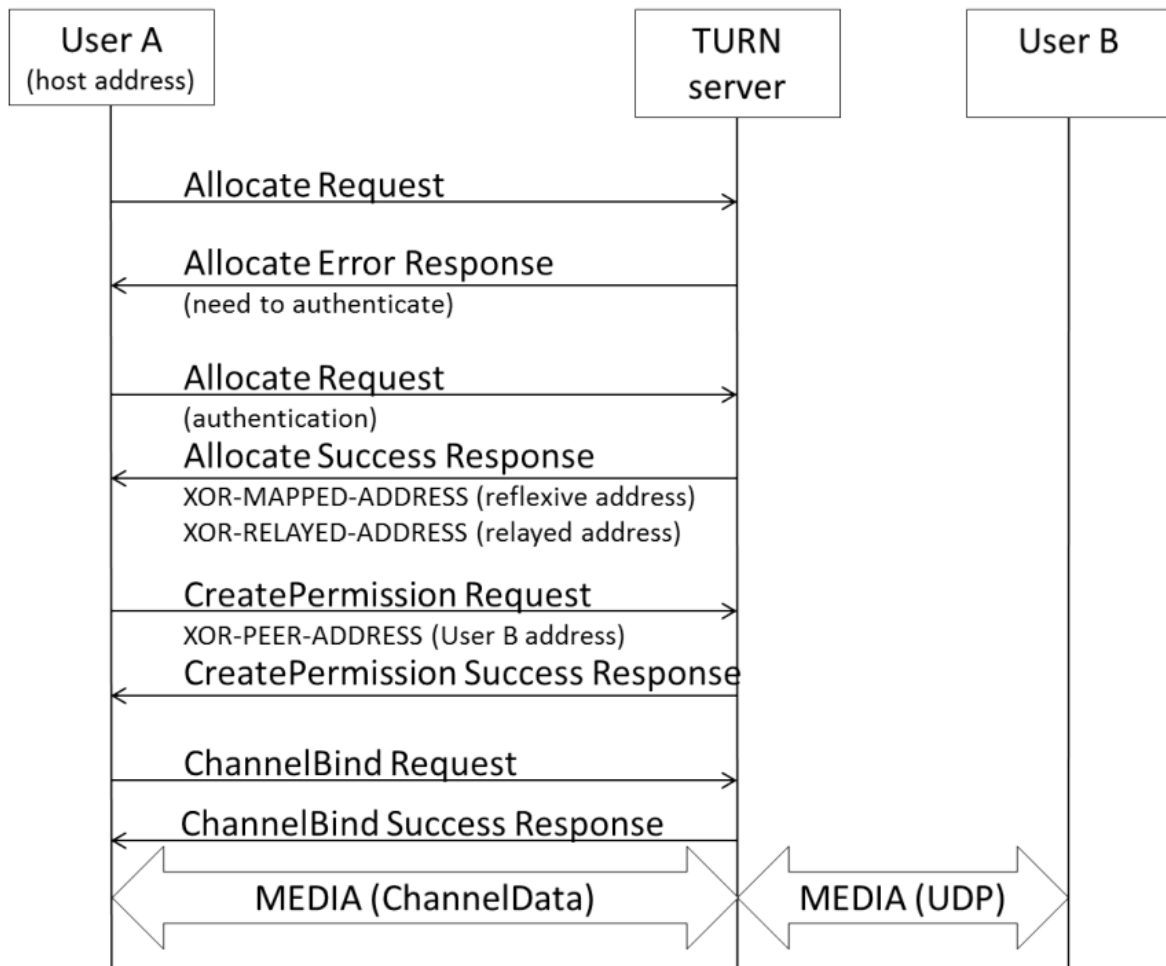 User A
(host address)
TURN
server
User B
Allocate Request
Allocate Error Response
(need to authenticate)
Allocate Request
(authentication)
Allocate Success Response
XOR-MAPPED-ADDRESS (reflexive address)
XOR-RELAYED-ADDRESS (relayed address)
CreatePermission Request
XOR-PEER-ADDRESS (User B address)
CreatePermission Success Response
ChannelBind Request
ChannelBind Success Response
MEDIA (ChannelData)
MEDIA (UDP)